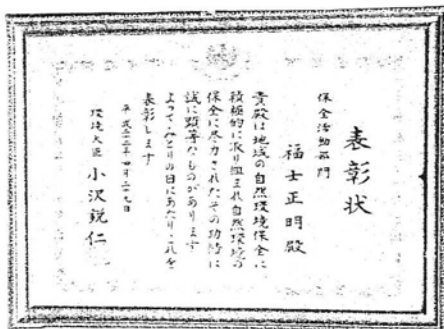 表彰状
保全活動部門
福士正明殿
貴殿は地域の自然環境保全に
積極的に取り組まれ自然環境の
保全に尽力されたその功績は
誠に顕著なものがあります
よって、みどりの日にあたり、これを
表彰します
平成二十二年四月二十九日
環境大臣 小沢鋭仁